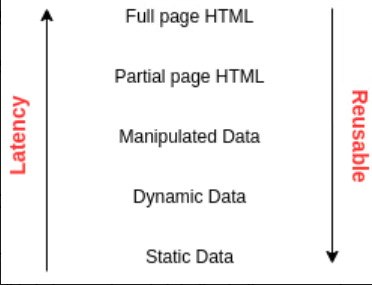 Full page HTML
Partial page HTML
Manipulated Data
Dynamic Data
Static Data
Latency
Reusable